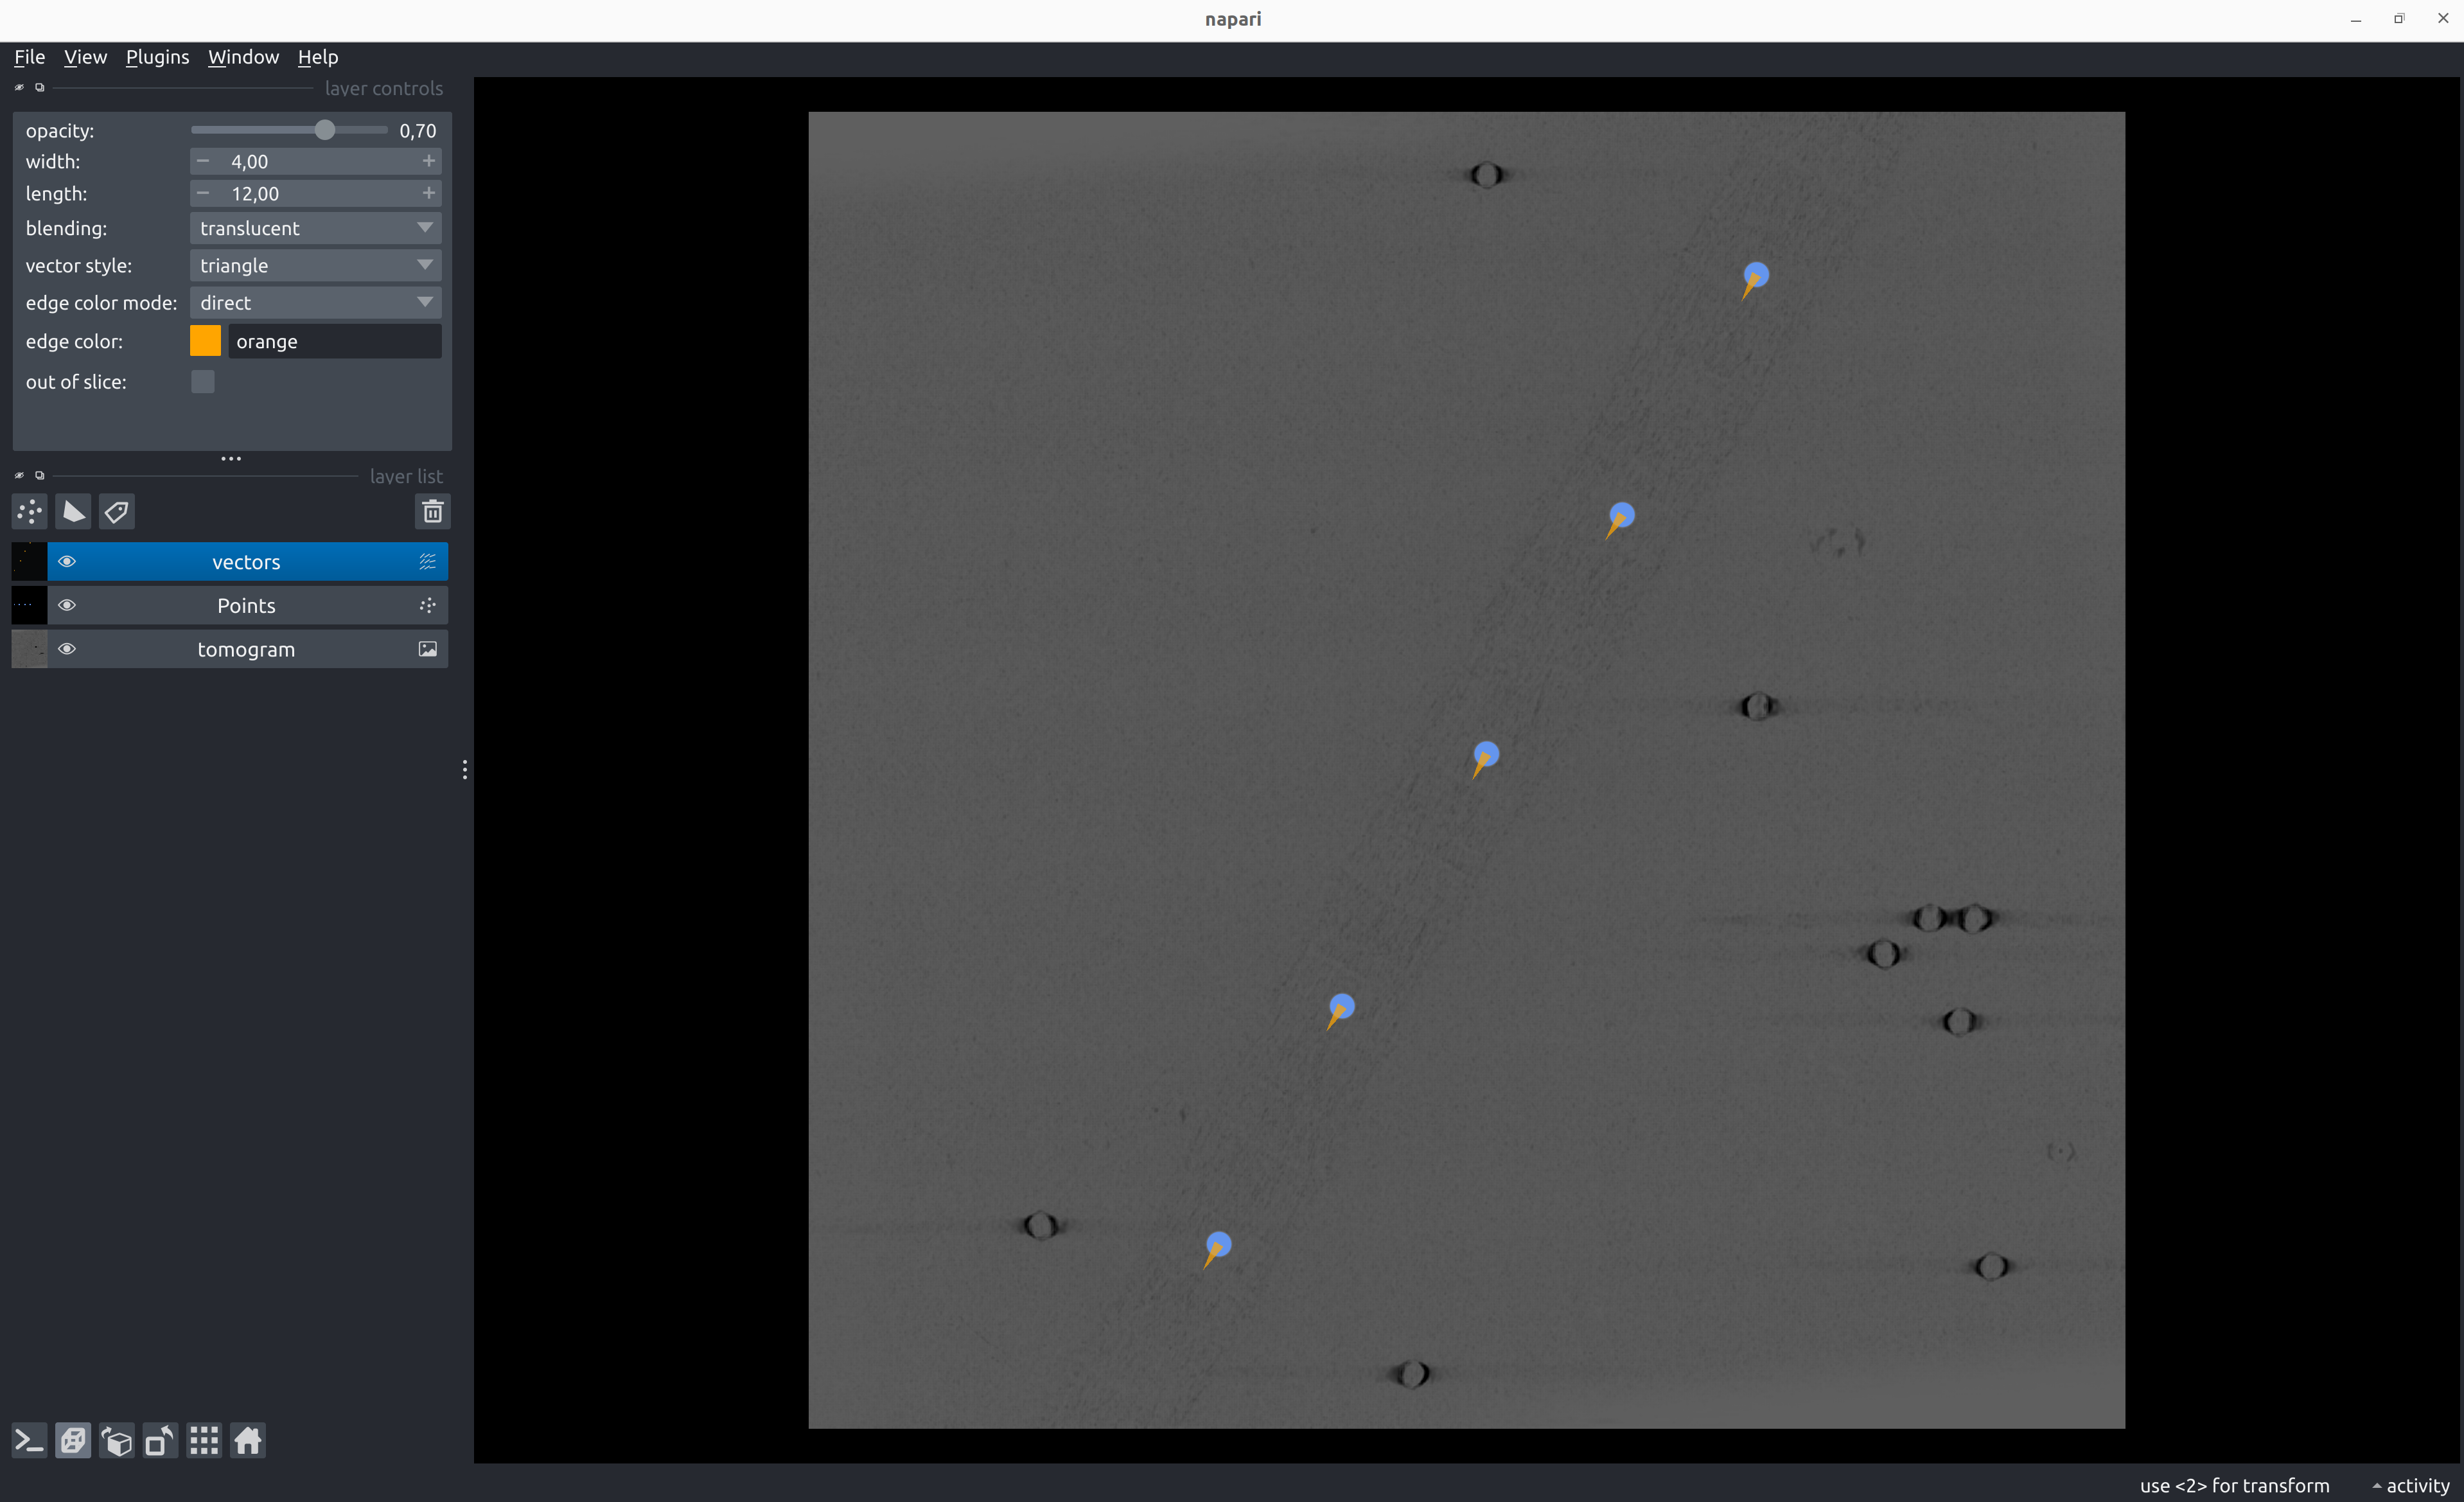 napari
File View Plugins Window Help
layer controls
opacity: 0,70
width: 4,00
length: 12,00
blending: translucent
vector style: triangle
edge color mode: direct
edge color: orange
out of slice:
layer list
vectors
Points
tomogram
use <2> for transform activity